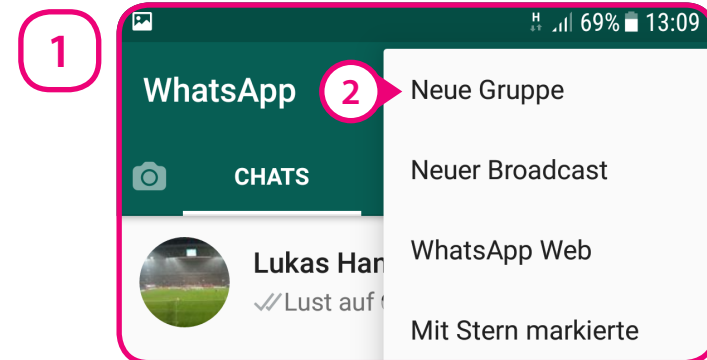 1
H 69% 13:09
WhatsApp
2
Neue Gruppe
CHATS
Neuer Broadcast
WhatsApp Web
Lukas Han
Lust auf
Mit Stern markierte